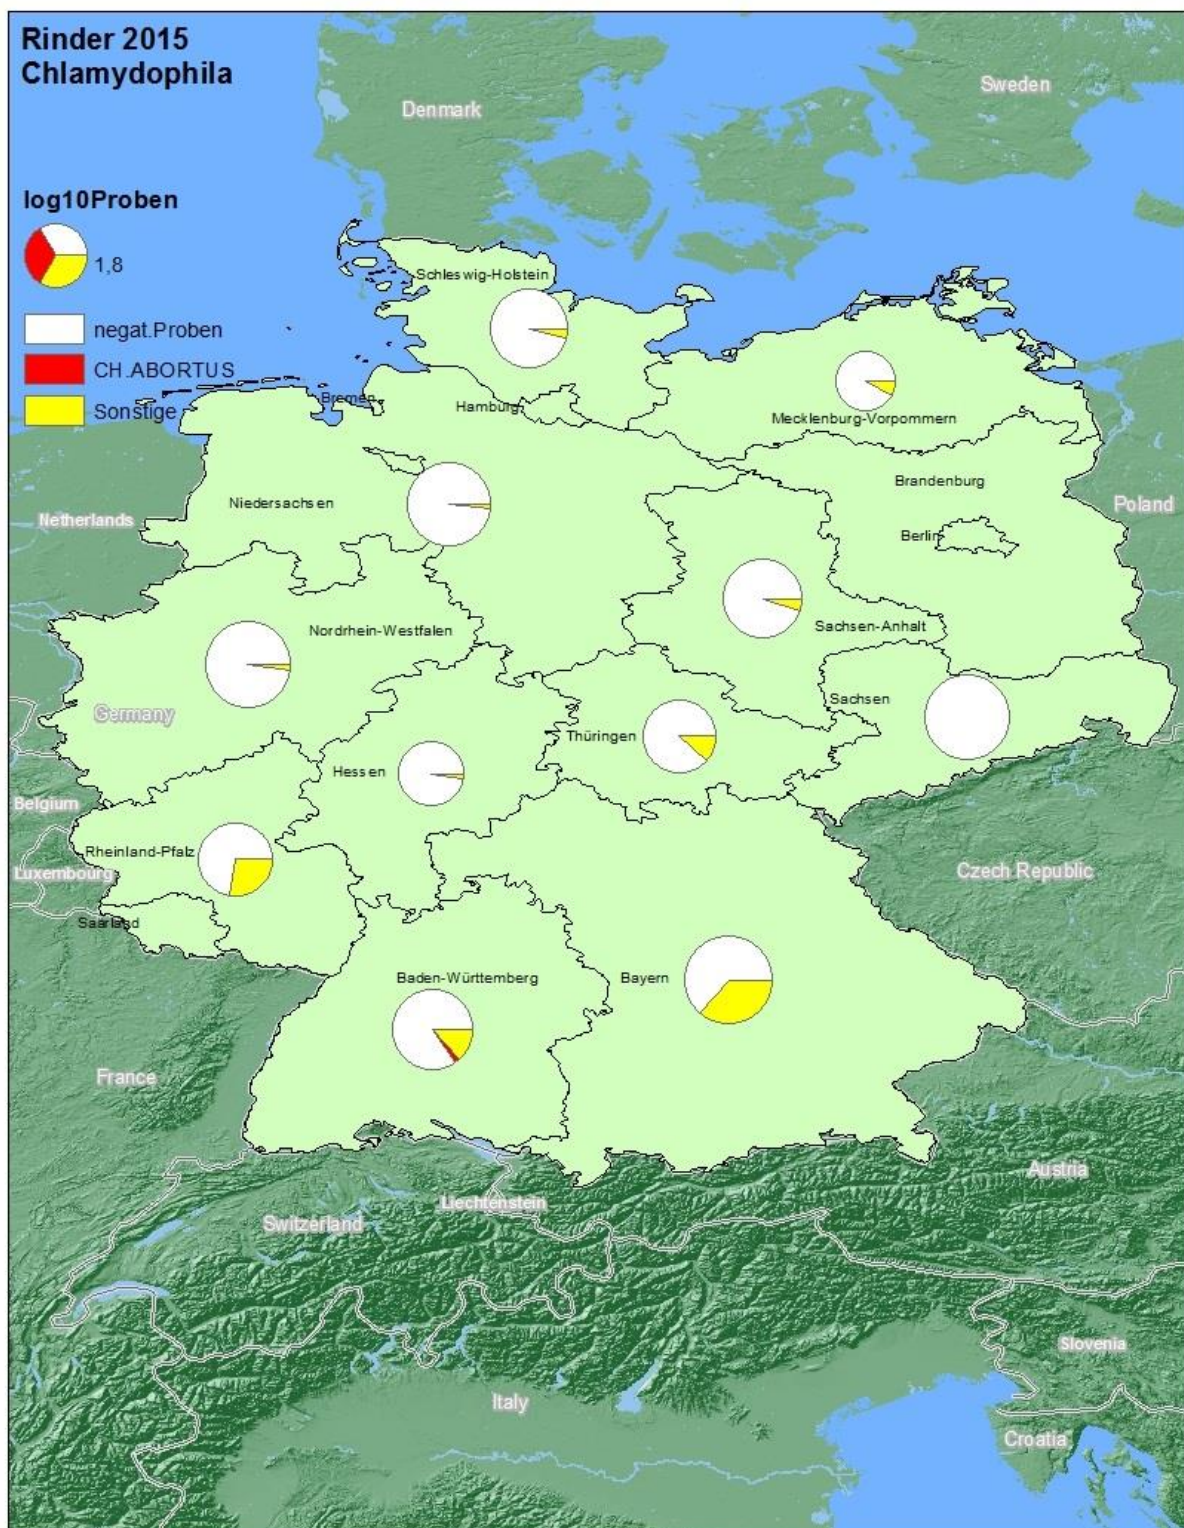 Rinder 2015
Chlamydophila
Sweden
Denmark
log10Proben
1,8
negat.Proben
CH.ABORTUS
Sonstige
Schleswig-Holstein
Bremen
Hamburg
Mecklenburg-Vorpommern
Brandenburg
Niedersachsen
Netherlands
Poland
Berlin
Nordrhein-Westfalen
Sachsen-Anhalt
Germany
Sachsen
Thüringen
Hessen
Belgium
Rheinland-Pfalz
Luxembourg
Czech Republic
Saarland
Baden-Württemberg
Bayern
France
Austria
Liechtenstein
Switzerland
Slovenia
Italy
Croatia